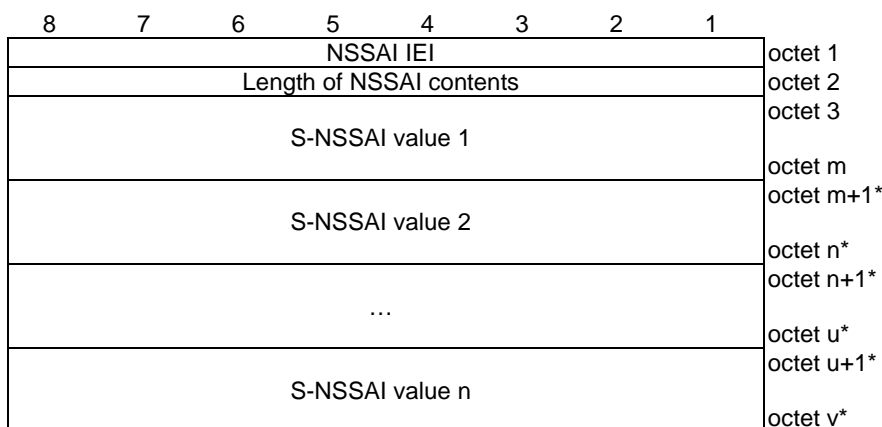 8 7 6 5 4 3 2 1
NSSAI IEI octet 1
Length of NSSAI contents octet 2
octet 3
S-NSSAI value 1
octet m
octet m+1*
S-NSSAI value 2
octet n*
octet n+1*
…
octet u*
octet u+1*
S-NSSAI value n
octet v*